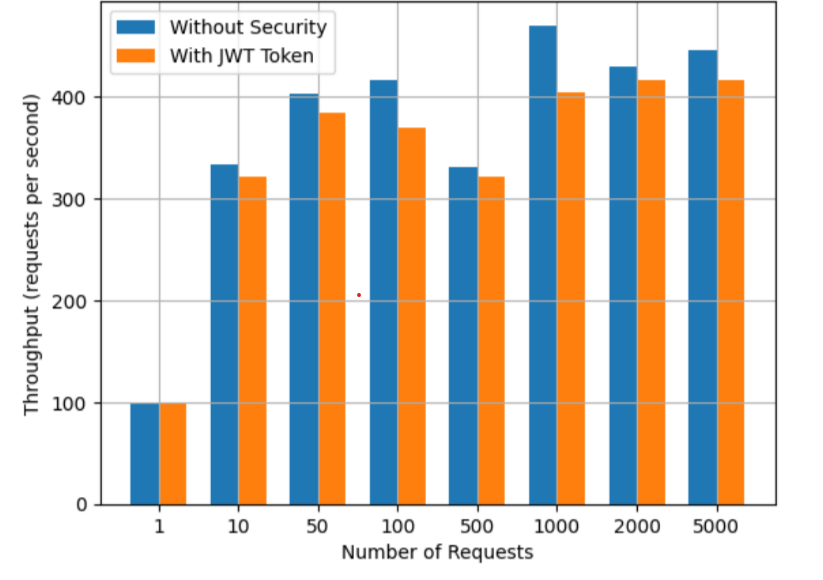 Without Security
With JWT Token
Throughput (requests per second)
400
300
200
100
0
1 10 50 100 500 1000 2000 5000
Number of Requests